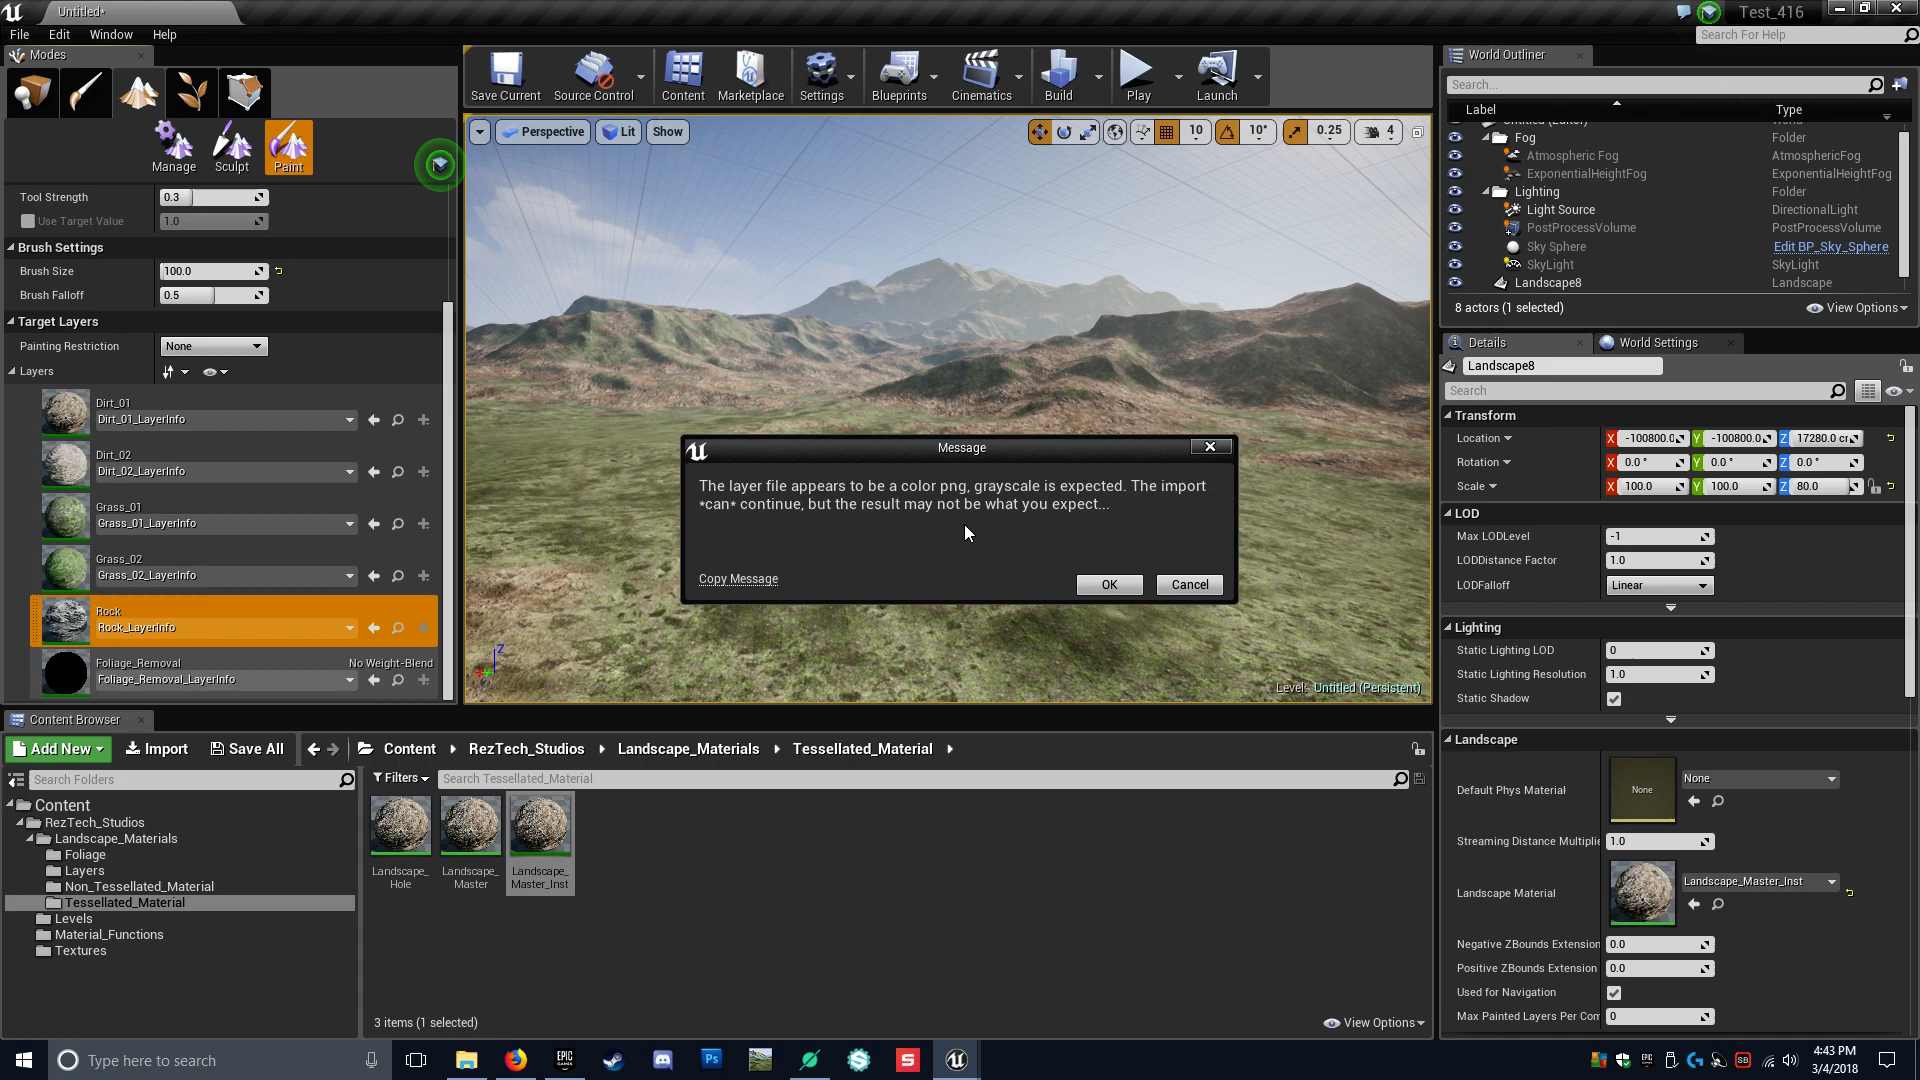 Untitled*
Test_416
File Edit Window Help
Search For Help
Modes
Manage Sculpt Paint
Tool Strength 0.3
Use Target Value 1.0
Brush Settings
Brush Size 100.0
Brush Falloff 0.5
Target Layers
Painting Restriction None
Layers
Dirt_01
Dirt_01_LayerInfo
Dirt_02
Dirt_02_LayerInfo
Grass_01
Grass_01_LayerInfo
Grass_02
Grass_02_LayerInfo
Rock
Rock_LayerInfo
Foliage_Removal No Weight-Blend
Foliage_Removal_LayerInfo
Save Current Source Control Content Marketplace Settings Blueprints Cinematics Build Play Launch
Perspective Lit Show 10 10° 0.25 4
Message
The layer file appears to be a color png, grayscale is expected. The import
*can* continue, but the result may not be what you expect...
Copy Message OK Cancel
Z
Level: Untitled (Persistent)
World Outliner
Search...
Label Type
Untitled (Editor) World
Fog Folder
Atmospheric Fog AtmosphericFog
ExponentialHeightFog ExponentialHeightFog
Lighting Folder
Light Source DirectionalLight
PostProcessVolume PostProcessVolume
Sky Sphere Edit BP_Sky_Sphere
SkyLight SkyLight
Landscape8 Landscape
8 actors (1 selected) View Options
Details World Settings
Landscape8
Search
Transform
Location X -100800.0 Y -100800.0 Z 17280.0 cm
Rotation X 0.0 ° Y 0.0 ° Z 0.0 °
Scale X 100.0 Y 100.0 Z 80.0
LOD
Max LODLevel -1
LODDistance Factor 1.0
LODFalloff Linear
Lighting
Static Lighting LOD 0
Static Lighting Resolution 1.0
Static Shadow
Landscape
Default Phys Material None None
Streaming Distance Multiplie 1.0
Landscape Material Landscape_Master_Inst
Negative ZBounds Extension 0.0
Positive ZBounds Extension 0.0
Used for Navigation
Max Painted Layers Per Com 0
Content Browser
Add New Import Save All Content RezTech_Studios Landscape_Materials Tessellated_Material
Search Folders
Filters Search Tessellated_Material
Content
RezTech_Studios
Landscape_Materials
Foliage
Layers
Non_Tessellated_Material
Tessellated_Material
Levels
Material_Functions
Textures
Landscape_
Hole
Landscape_
Master
Landscape_
Master_Inst
3 items (1 selected) View Options
Type here to search
EPIC
GAMES
Ps
S
SB
4:43 PM
3/4/2018